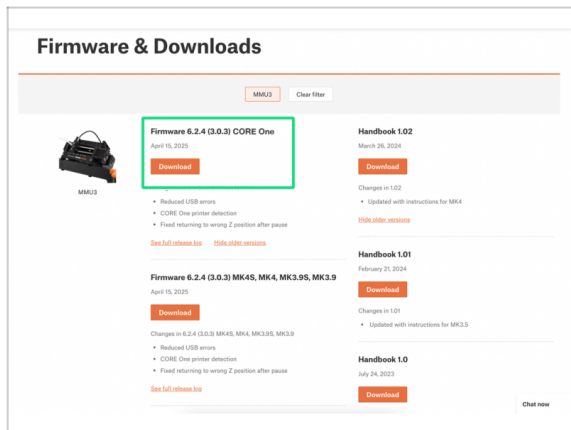 Firmware & Downloads
MMU3
Clear filter
MMU3
Firmware 6.2.4 (3.0.3) CORE One
April 15, 2025
Download
Reduced USB errors
CORE One printer detection
Fixed returning to wrong Z position after pause
See full release log
Hide older versions
Firmware 6.2.4 (3.0.3) MK4S, MK4, MK3.9S, MK3.9
April 15, 2025
Download
Changes in 6.2.4 (3.0.3) MK4S, MK4, MK3.9S, MK3.9
Reduced USB errors
CORE One printer detection
Fixed returning to wrong Z position after pause
See full release log
Handbook 1.02
March 26, 2024
Download
Changes in 1.02
Updated with instructions for MK4
Hide older versions
Handbook 1.01
February 21, 2024
Download
Changes in 1.01
Updated with instructions for MK3.5
Handbook 1.0
July 24, 2023
Download
Chat now